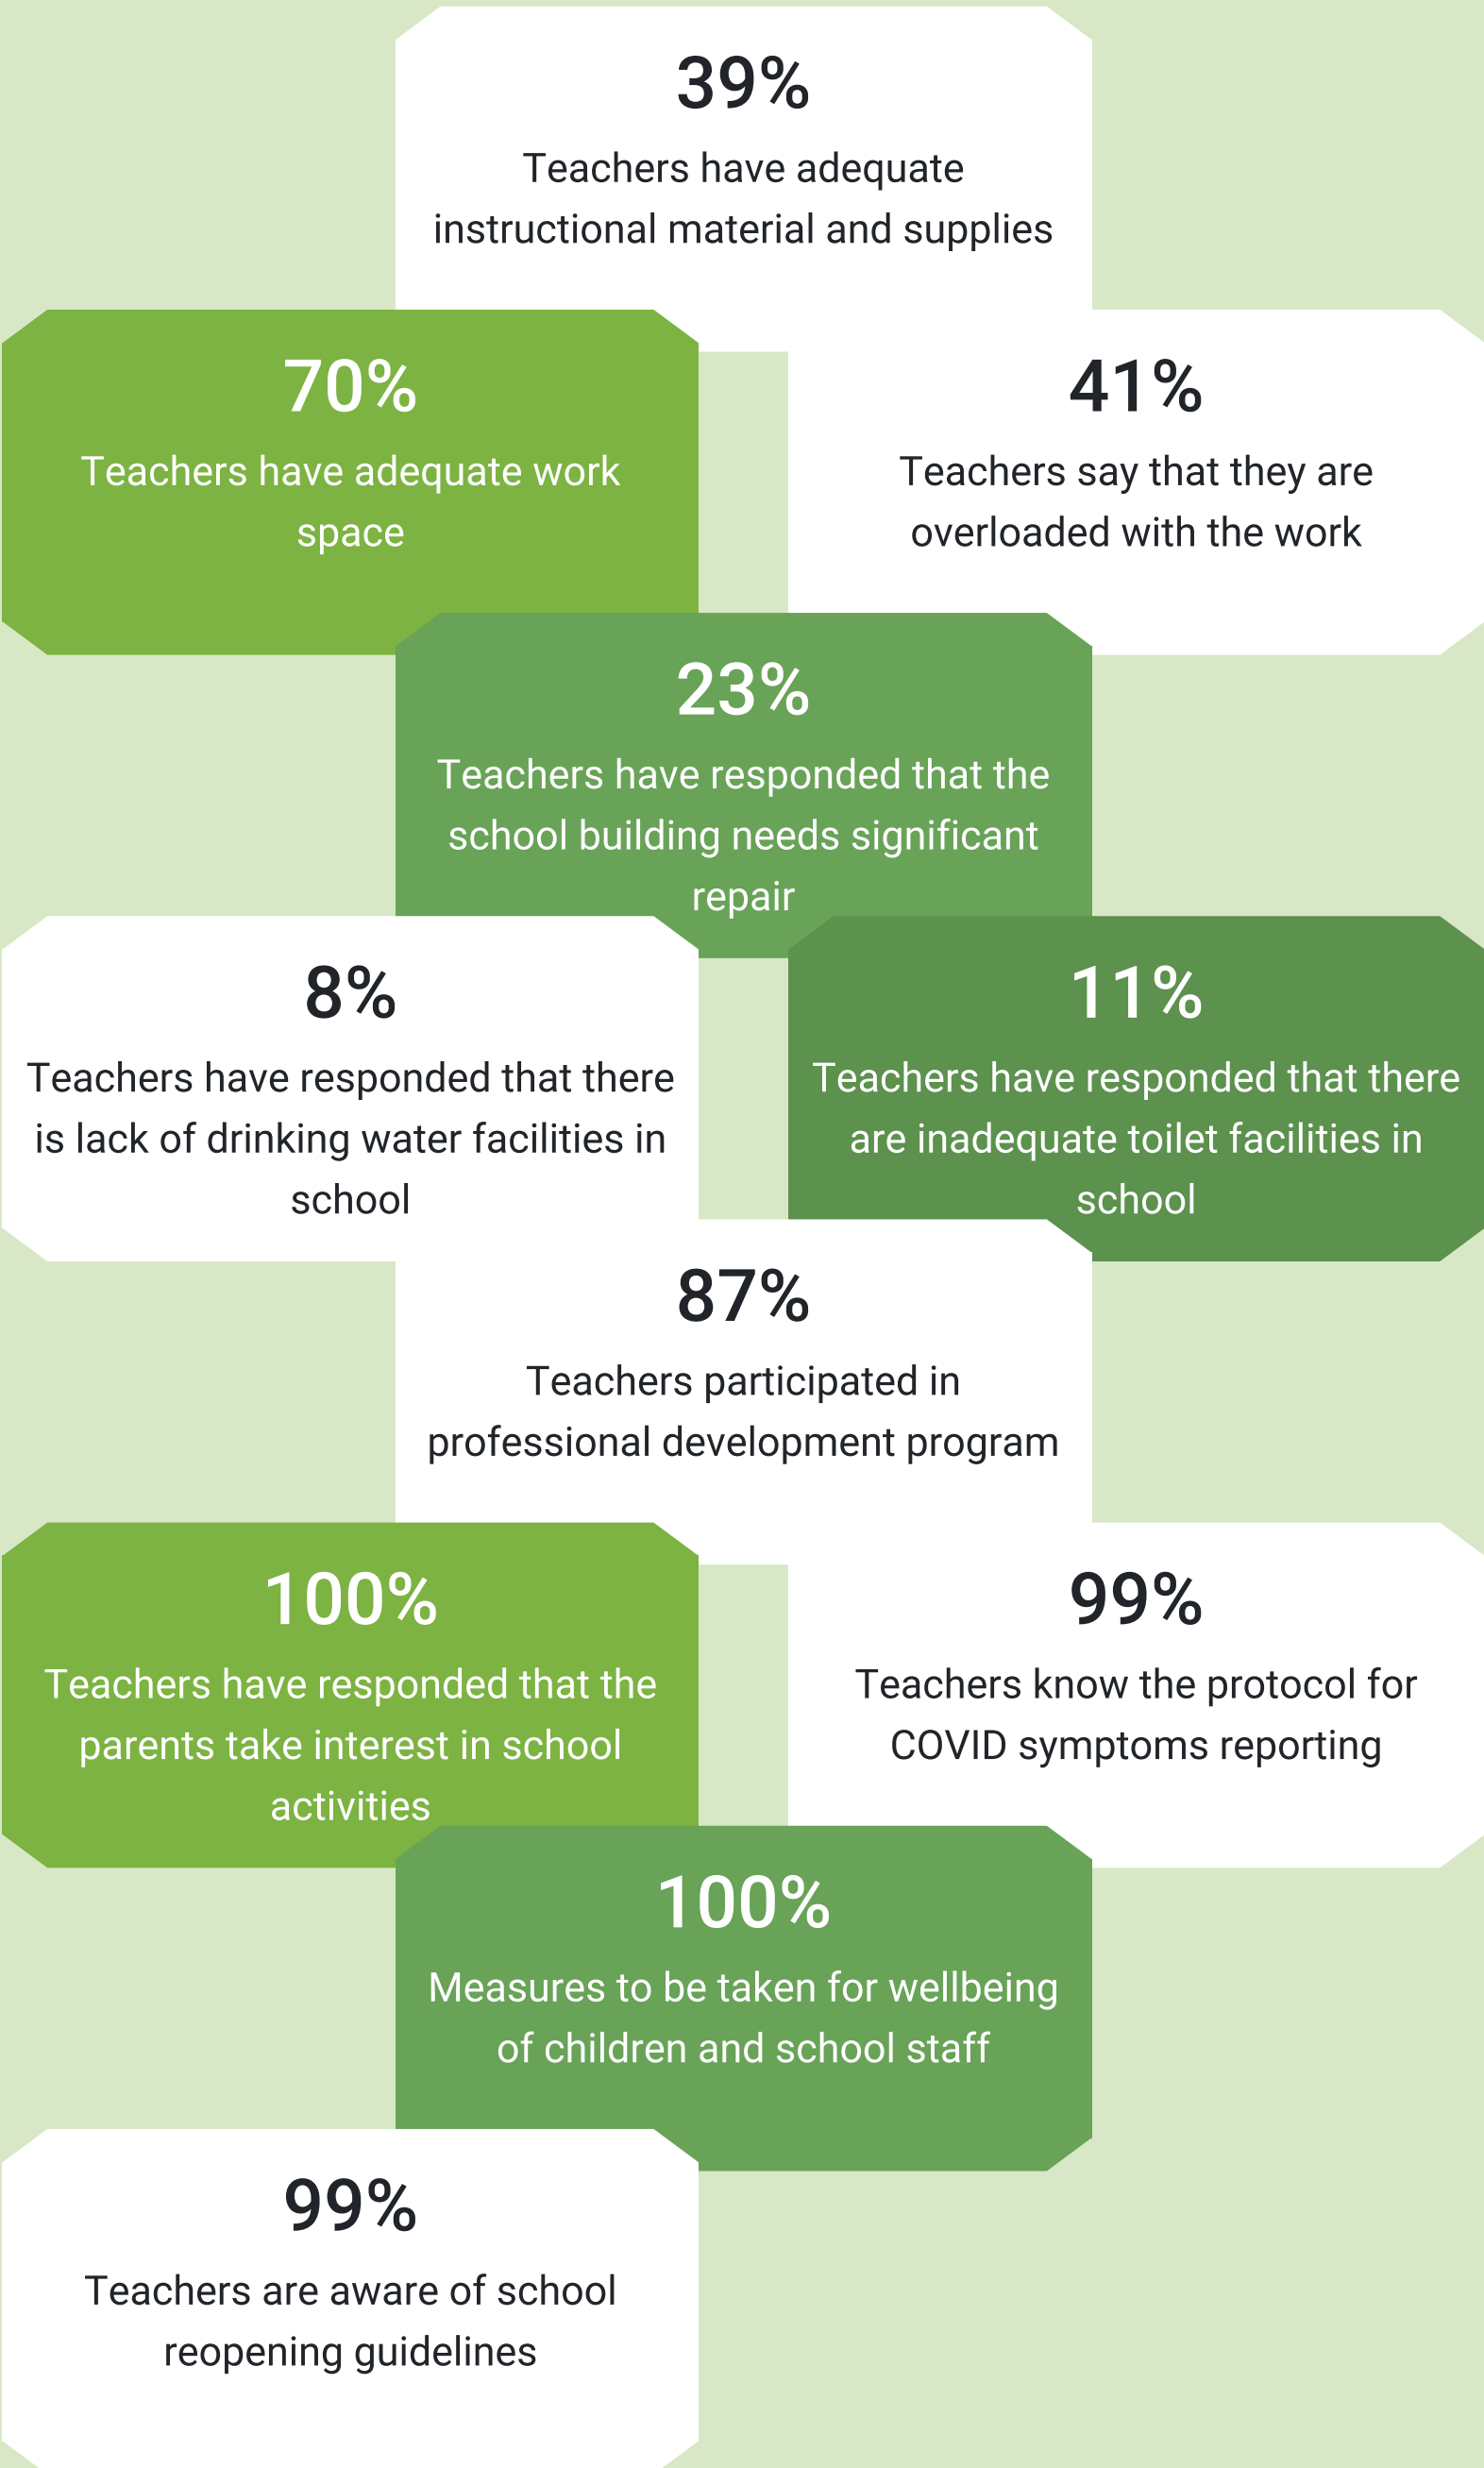 39%
Teachers have adequate
instructional material and supplies
70%
Teachers have adequate work
space
41%
Teachers say that they are
overloaded with the work
23%
Teachers have responded that the
school building needs significant
repair
8%
Teachers have responded that there
is lack of drinking water facilities in
school
11%
Teachers have responded that there
are inadequate toilet facilities in
school
87%
Teachers participated in
professional development program
100%
Teachers have responded that the
parents take interest in school
activities
99%
Teachers know the protocol for
COVID symptoms reporting
100%
Measures to be taken for wellbeing
of children and school staff
99%
Teachers are aware of school
reopening guidelines